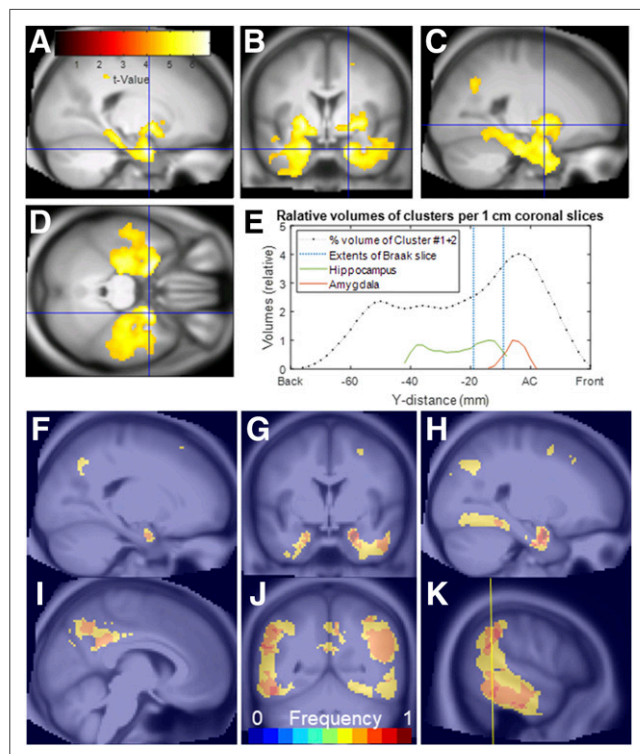 A
B
C
1 2 3 4 5 6
t-Value
D
E
Ralative volumes of clusters per 1 cm coronal slices
% volume of Cluster #1+2
Extents of Braak slice
Hippocampus
Amygdala
Volumes (relative)
5
4
3
2
1
0
Back -60 -40 -20 AC Front
Y-distance (mm)
F
G
H
I
J
K
0 Frequency 1